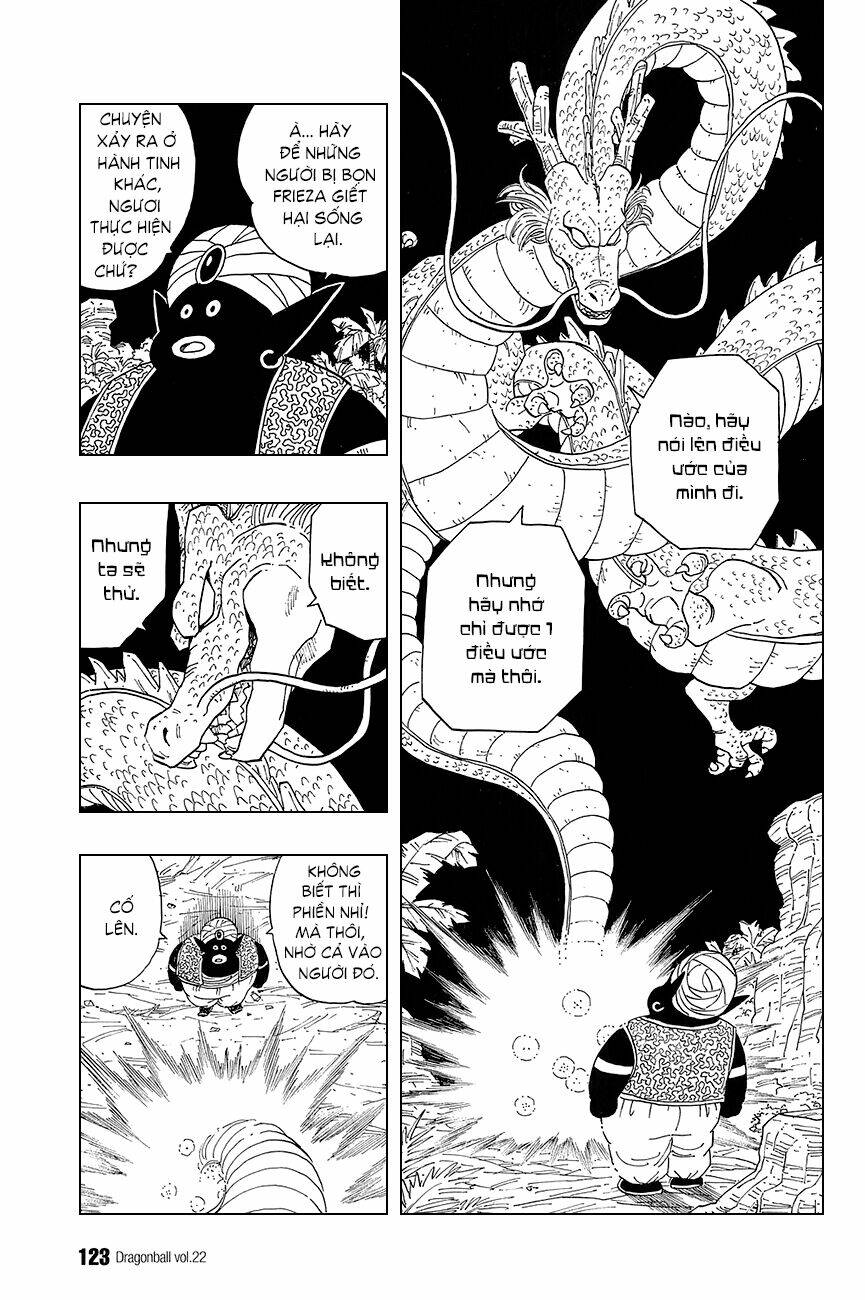 Nào, hãy
nói lên điều
ước của
mình đi.
Nhưng
hãy nhớ
chỉ được 1
điều ước
mà thôi.
À... HÃY
ĐỂ NHỮNG
NGƯỜI BỊ BỌN
FRIEZA GIẾT
HẠI SỐNG
LẠI.
CHUYỆN
XẢY RA Ở
HÀNH TINH
KHÁC,
NGƯƠI
THỰC HIỆN
ĐƯỢC
CHỨ?
Không
biết.
Nhưng
ta sẽ
thử.
KHÔNG
BIẾT THÌ
PHIỀN NHỈ!
MÀ THÔI,
NHỜ CẢ VÀO
NGƯỜI ĐÓ.
CỐ
LÊN.
123 Dragonball vol.22